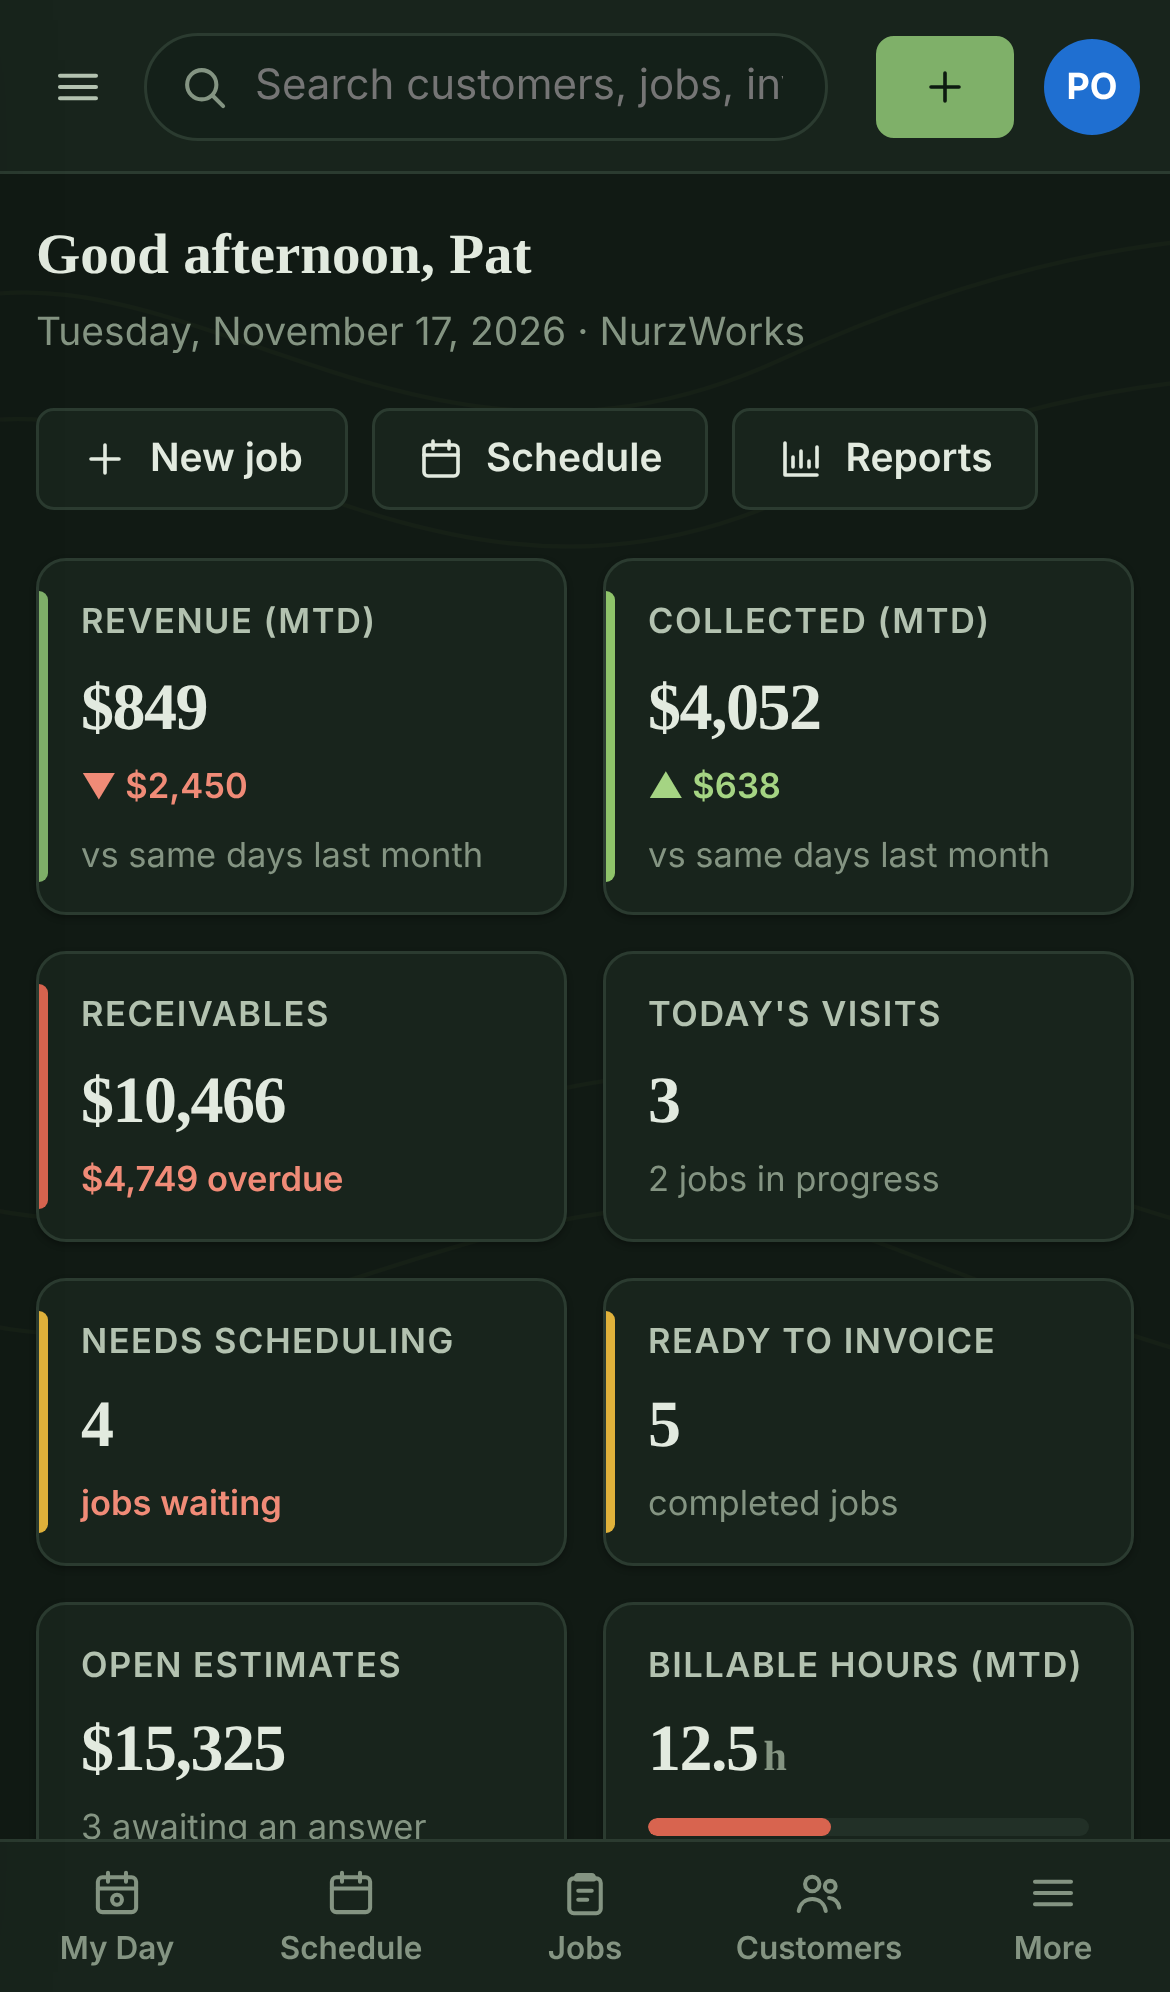 Search customers, jobs, in
PO
Good afternoon, Pat
Tuesday, November 17, 2026 · NurzWorks
New job
Schedule
Reports
REVENUE (MTD)
$849
▼ $2,450
vs same days last month
COLLECTED (MTD)
$4,052
▲ $638
vs same days last month
RECEIVABLES
$10,466
$4,749 overdue
TODAY'S VISITS
3
2 jobs in progress
NEEDS SCHEDULING
4
jobs waiting
READY TO INVOICE
5
completed jobs
OPEN ESTIMATES
$15,325
3 awaiting an answer
BILLABLE HOURS (MTD)
12.5 h
My Day
Schedule
Jobs
Customers
More